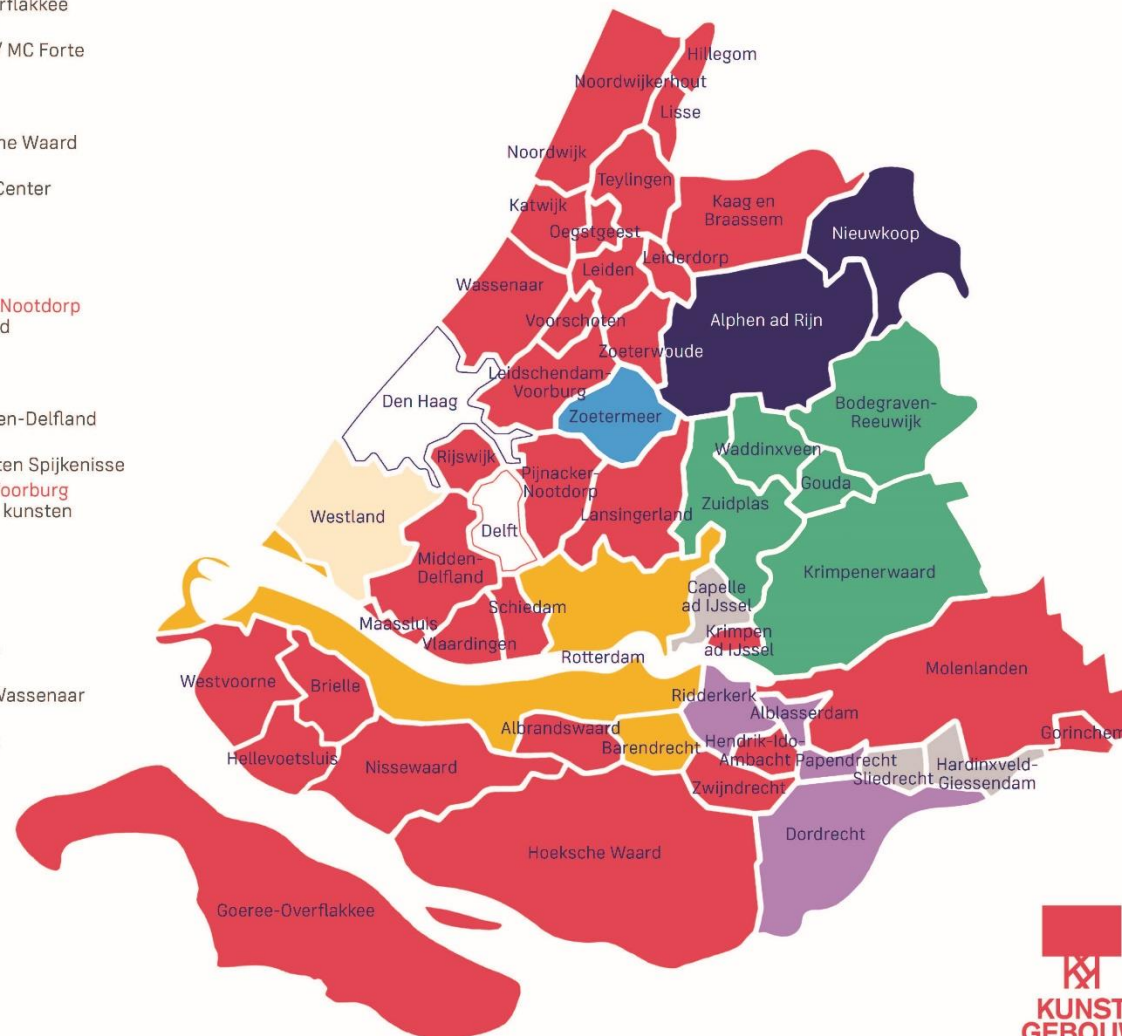 rflakkee
/ MC Forte
ne Waard
Center
Nootdorp
d
en-Delfland
ten Spijkenisse
oorburg
kunsten
Wassenaar
Hillegom
Noordwijkerhout
Lisse
Noordwijk
Teylingen
Kaag en
Braassem
Katwijk
Oegstgeest
Nieuwkoop
Leiderdorp
Leiden
Wassenaar
Voorschoten
Alphen ad Rijn
Zoeterwoude
Leidschendam-
Voorburg
Den Haag
Zoetermeer
Bodegraven-
Reeuwijk
Waddinxveen
Rijswijk
Pijnacker-
Nootdorp
Gouda
Zuidplas
Lansingerland
Westland
Delft
Midden-
Delfland
Krimpenerwaard
Capelle
ad IJssel
Schiedam
Maassluis
Krimpen
ad IJssel
Vlaardingen
Rotterdam
Molenlanden
Westvoorne
Brielle
Ridderkerk
Alblasserdam
Albrandswaard
Gorinchem
Barendrecht
Hendrik-Ido-
Ambacht
Papendrecht
Hardinxveld-
Giessendam
Hellevoetsluis
Nissewaard
Sliedrecht
Zwijndrecht
Dordrecht
Hoeksche Waard
Goeree-Overflakkee
KUNST
GEBOUW